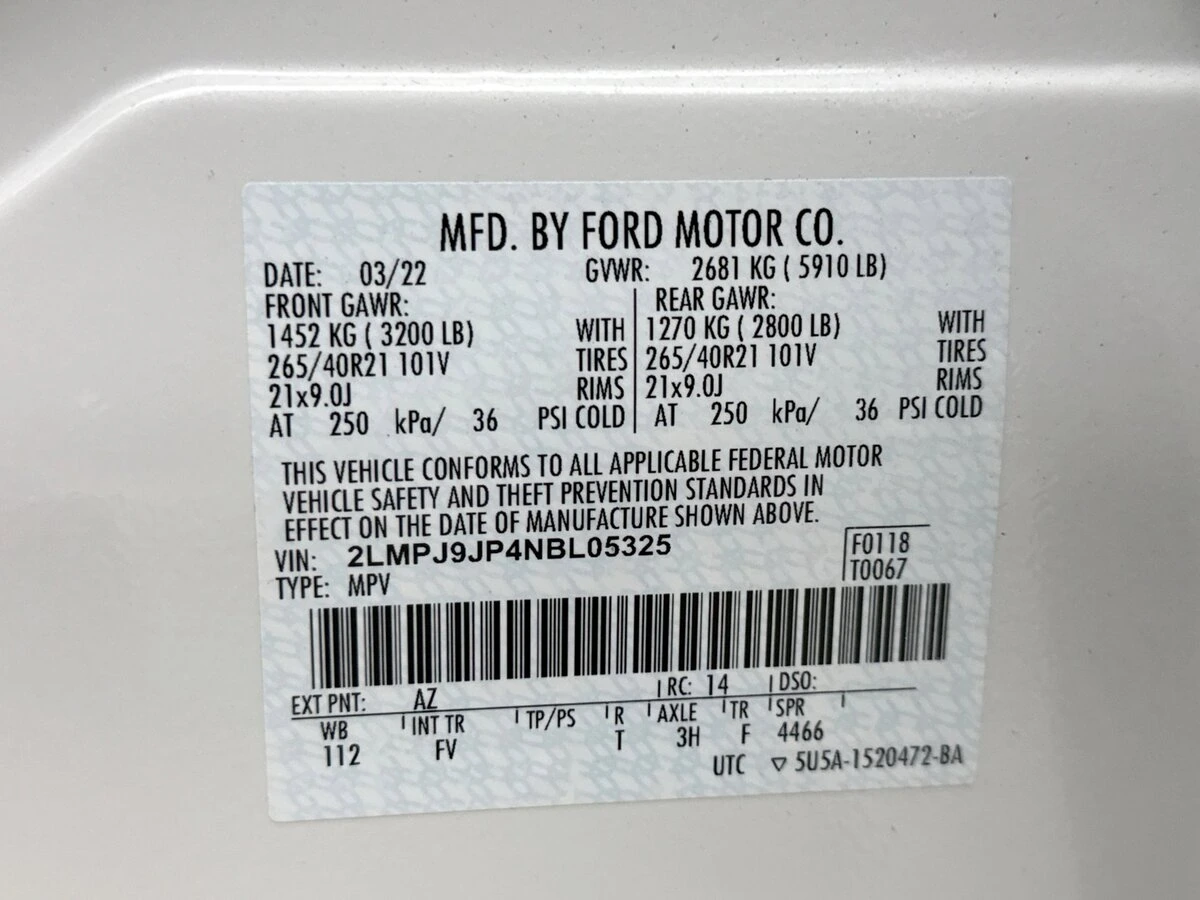 MFD. BY FORD MOTOR CO.
DATE: 03/22 GVWR: 2681 KG ( 5910 LB)
FRONT GAWR: REAR GAWR:
1452 KG ( 3200 LB) WITH 1270 KG ( 2800 LB) WITH
265/40R21 101V TIRES 265/40R21 101V TIRES
21x9.0J RIMS 21x9.0J RIMS
AT 250 kPa/ 36 PSI COLD AT 250 kPa/ 36 PSI COLD
THIS VEHICLE CONFORMS TO ALL APPLICABLE FEDERAL MOTOR
VEHICLE SAFETY AND THEFT PREVENTION STANDARDS IN
EFFECT ON THE DATE OF MANUFACTURE SHOWN ABOVE.
VIN: 2LMPJ9JP4NBL05325 F0118
TYPE: MPV T0067
EXT PNT: AZ RC: 14 DSO:
WB INT TR TP/PS R AXLE TR SPR
112 FV T 3H F 4466
UTC ▽ 5U5A-1520472-BA